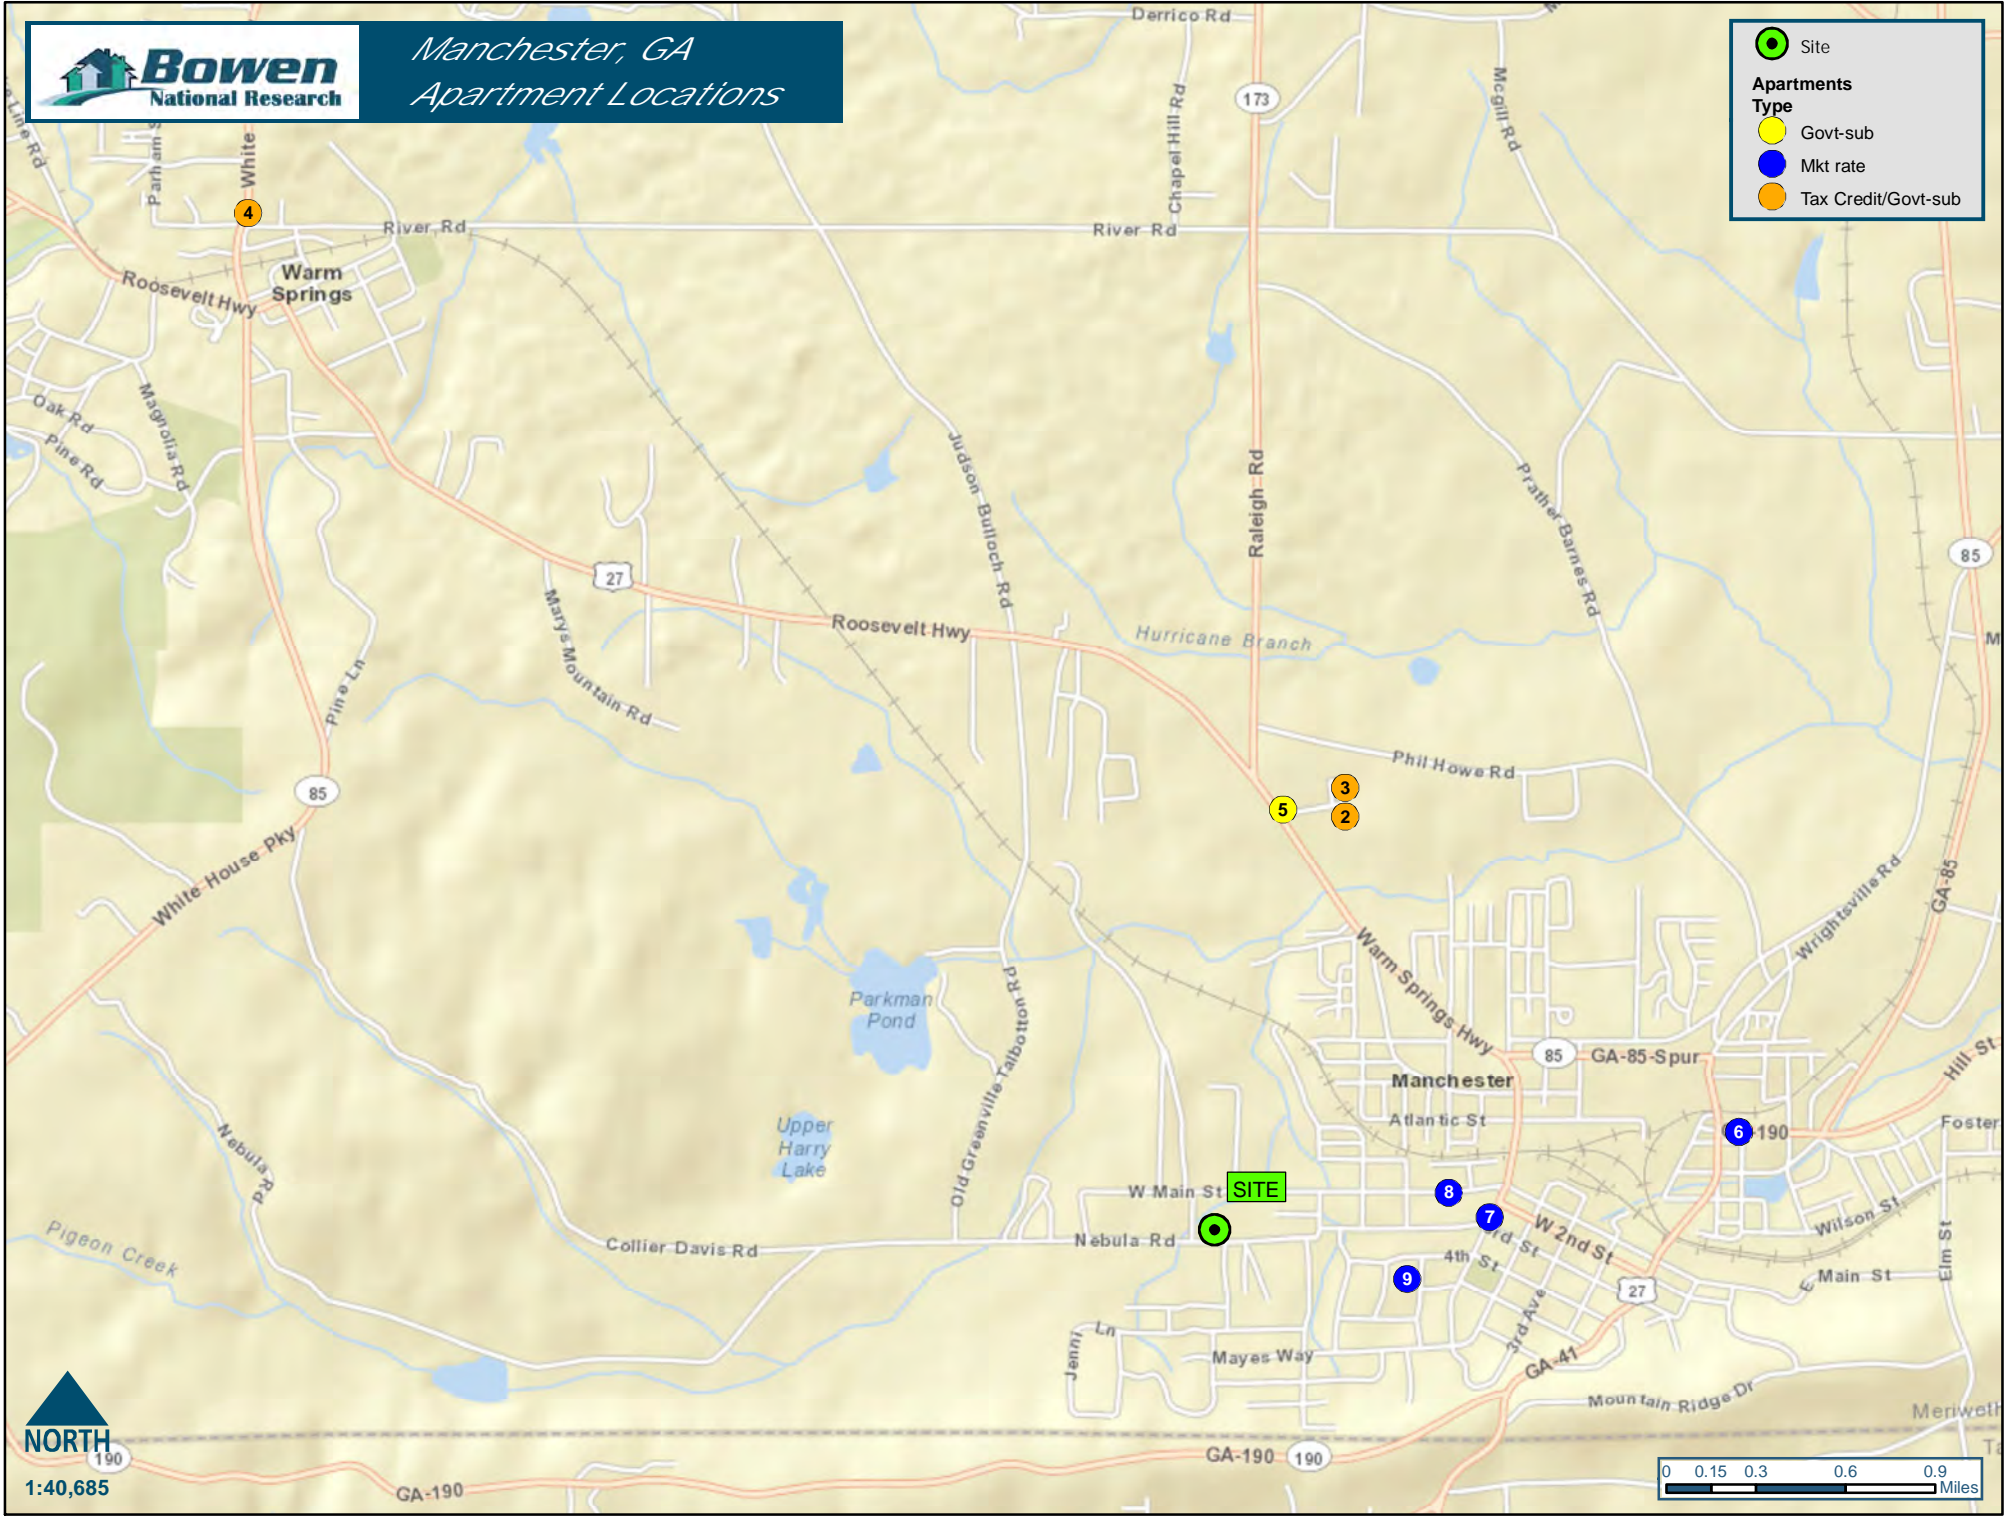 Bowen
National Research
Manchester, GA
Apartment Locations
Site
Apartments
Type
Govt-sub
Mkt rate
Tax Credit/Govt-sub
Derrico Rd
173
Chapel Hill Rd
Mcgill Rd
Line Rd
Parham
White
4
River Rd
River Rd
Warm
Springs
Roosevelt Hwy
Oak Rd
Pine Rd
Magnolia Rd
Judson Bulloch Rd
Raleigh Rd
Prather Barnes Rd
85
27
Marys Mountain Rd
Roosevelt Hwy
Hurricane Branch
Pine Ln
Phil Howe Rd
85
3
5
2
White House Pky
Wrightsville Rd
GA-85
Warm Springs Hwy
Parkman
Pond
Old Greenville Talbotton Rd
85
GA-85-Spur
Hill St
Manchester
Atlantic St
6
190
Foster
Upper
Harry
Lake
Nebula Rd
W Main St
SITE
8
7
Wilson St
Pigeon Creek
Collier Davis Rd
Nebula Rd
W 2nd St
3rd St
4th St
9
27
E Main St
Elm St
3rd Ave
Jenni Ln
Mayes Way
GA-41
Mountain Ridge Dr
Meriweth
NORTH
190
GA-190
190
GA-190
1:40,685
0 0.15 0.3 0.6 0.9
Miles